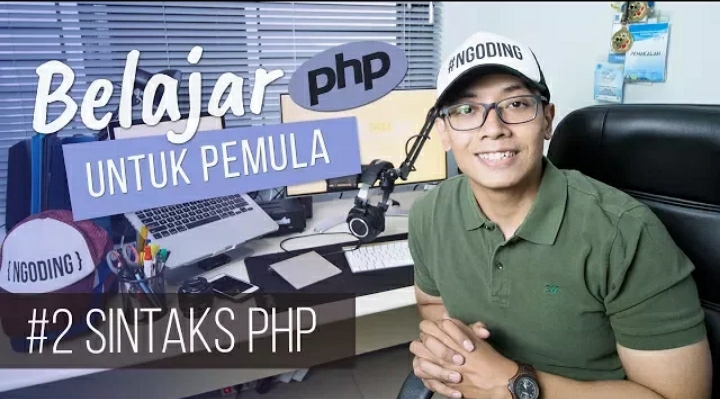 Belajar php
UNTUK PEMULA
#NGODING
{ NGODING }
#2 SINTAKS PHP